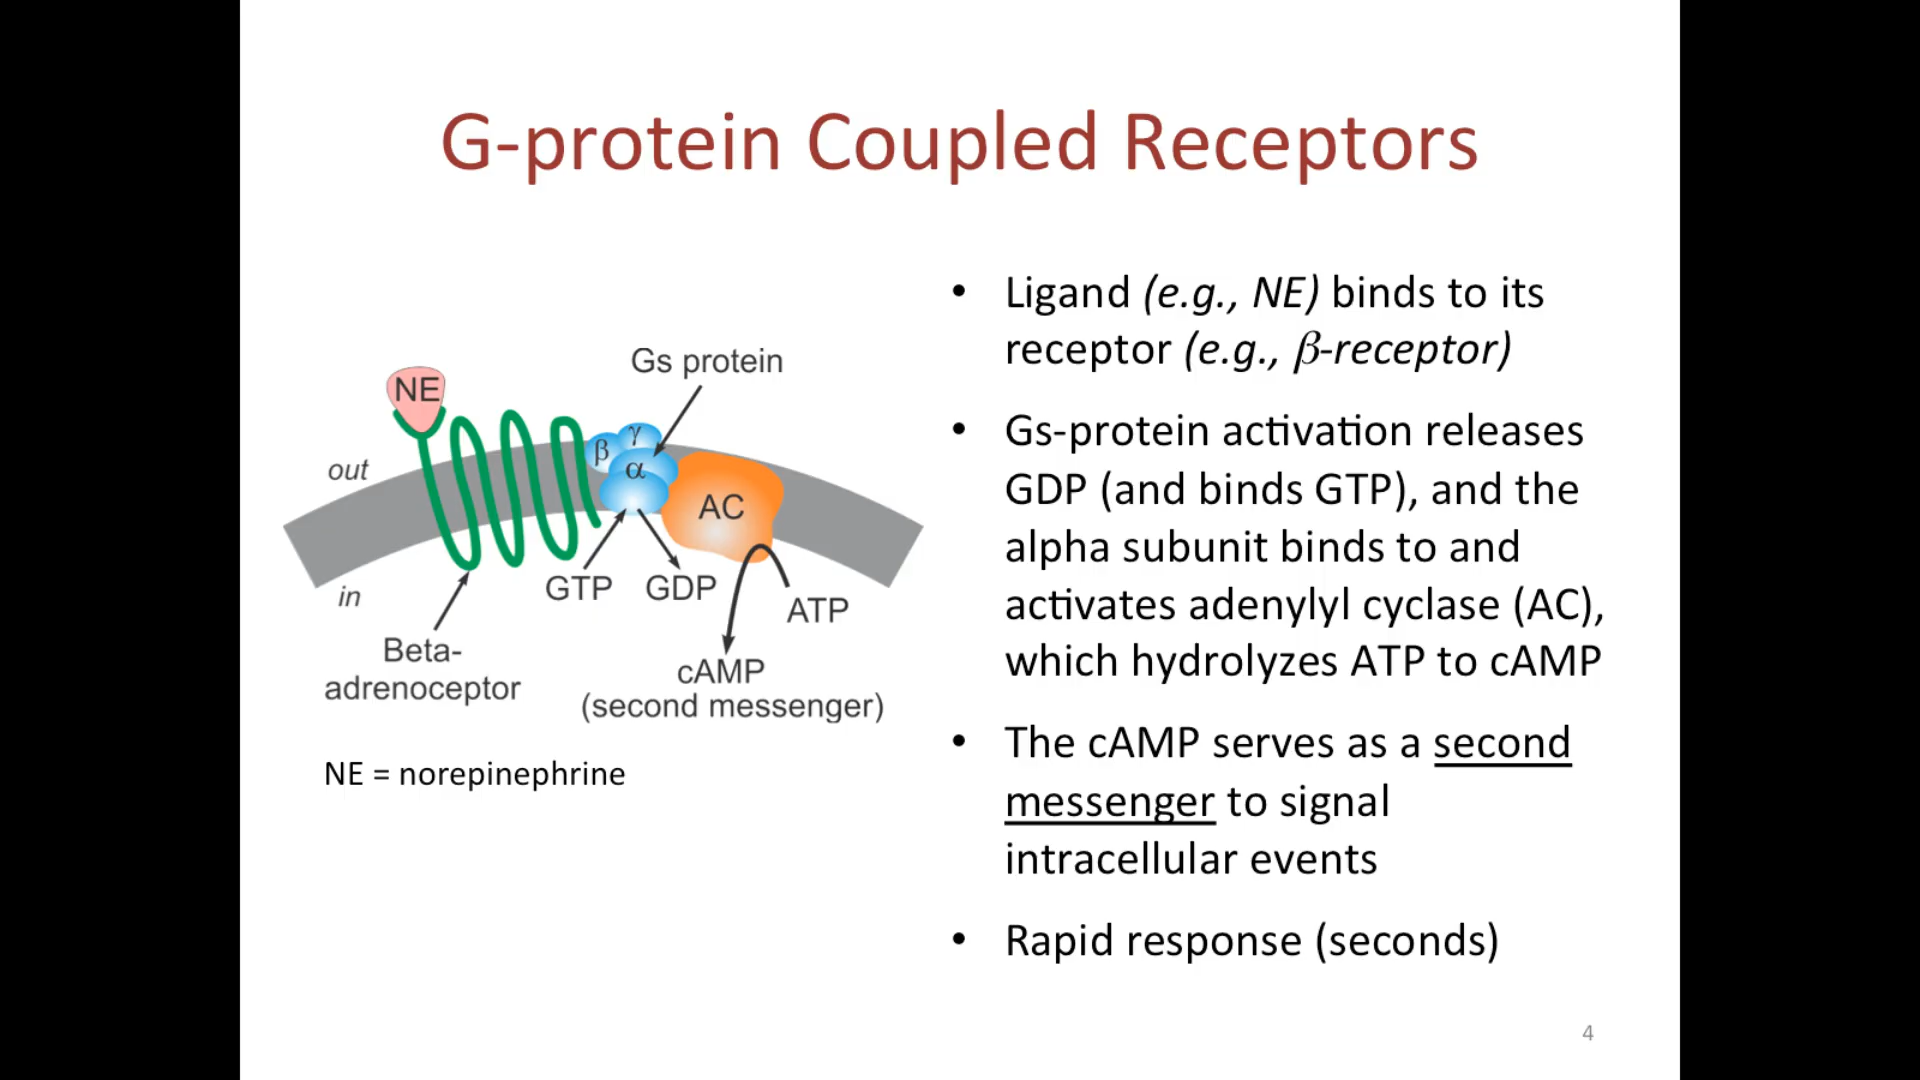 G-protein Coupled Receptors
• Ligand (e.g., NE) binds to its
receptor (e.g., β-receptor)
• Gs-protein activation releases
GDP (and binds GTP), and the
alpha subunit binds to and
activates adenylyl cyclase (AC),
which hydrolyzes ATP to cAMP
• The cAMP serves as a second
messenger to signal
intracellular events
• Rapid response (seconds)
Gs protein
NE
γ
β
α
out
AC
in
GTP
GDP
ATP
Beta-
adrenoceptor
cAMP
(second messenger)
NE = norepinephrine
4